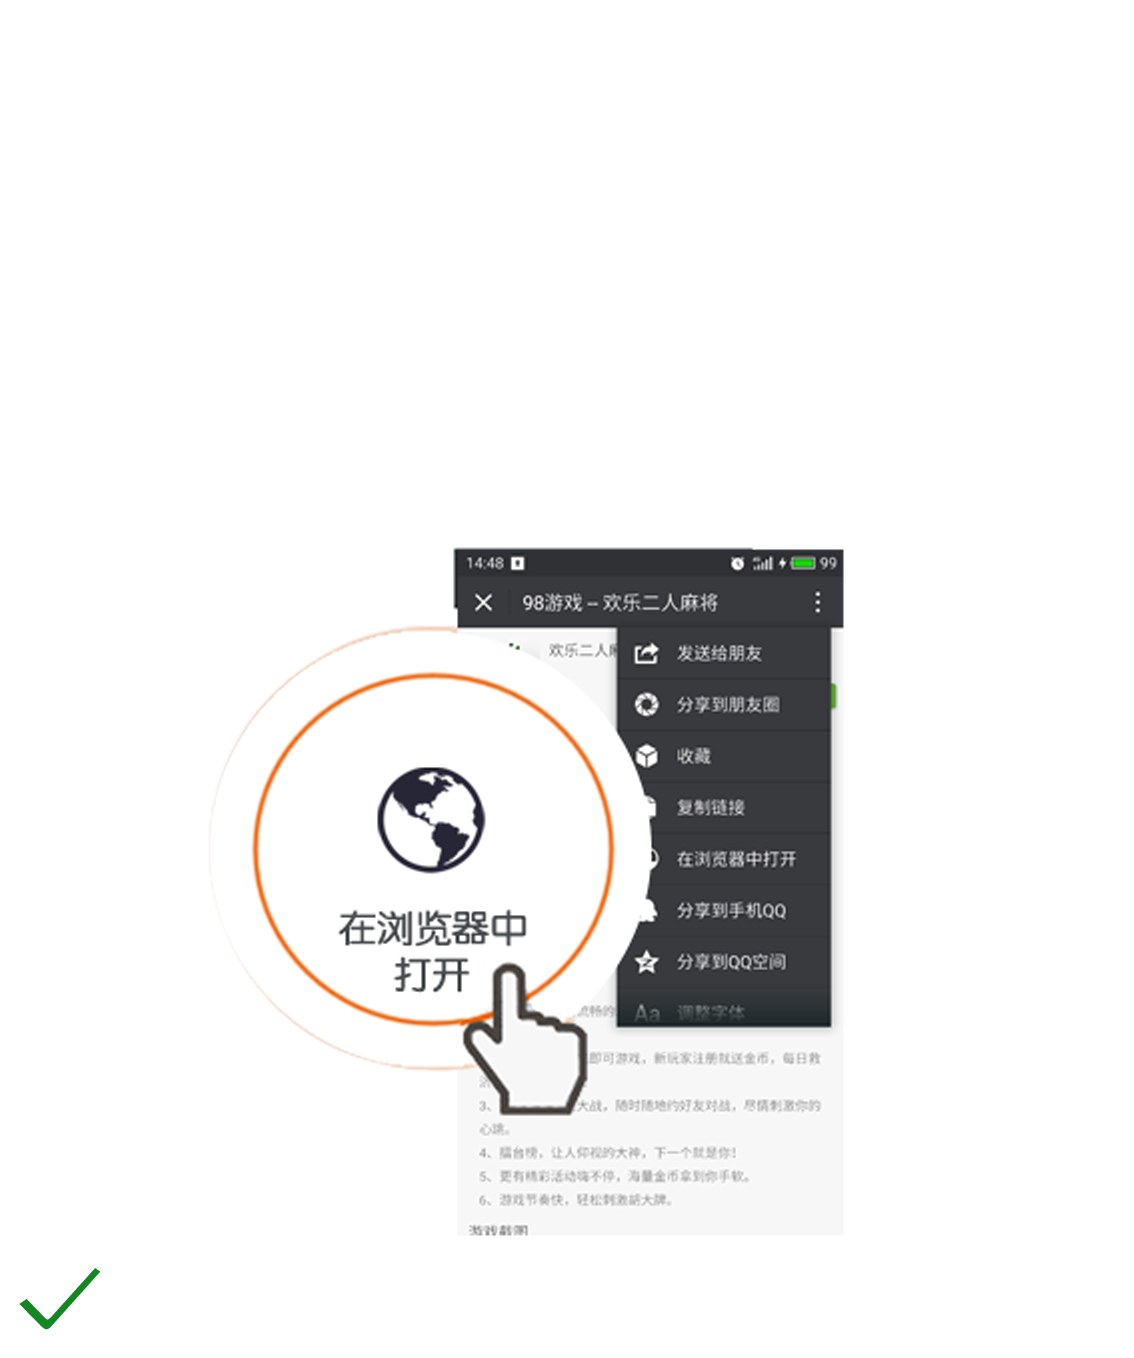 14:48
99
98游戏 – 欢乐二人麻将
欢乐二人
发送给朋友
分享到朋友圈
收藏
复制链接
在浏览器中打开
分享到手机QQ
分享到QQ空间
Aa 调整字体
在浏览器中
打开
即可游戏，新玩家注册就送金币，每日救
3、
大战，随时随地约好友对战，尽情刺激你的
心跳。
4、擂台榜，让人仰视的大神，下一个就是你！
5、更有精彩活动嗨不停，海量金币拿到你手软。
6、游戏节奏快，轻松刺激胡大牌。
游戏截图